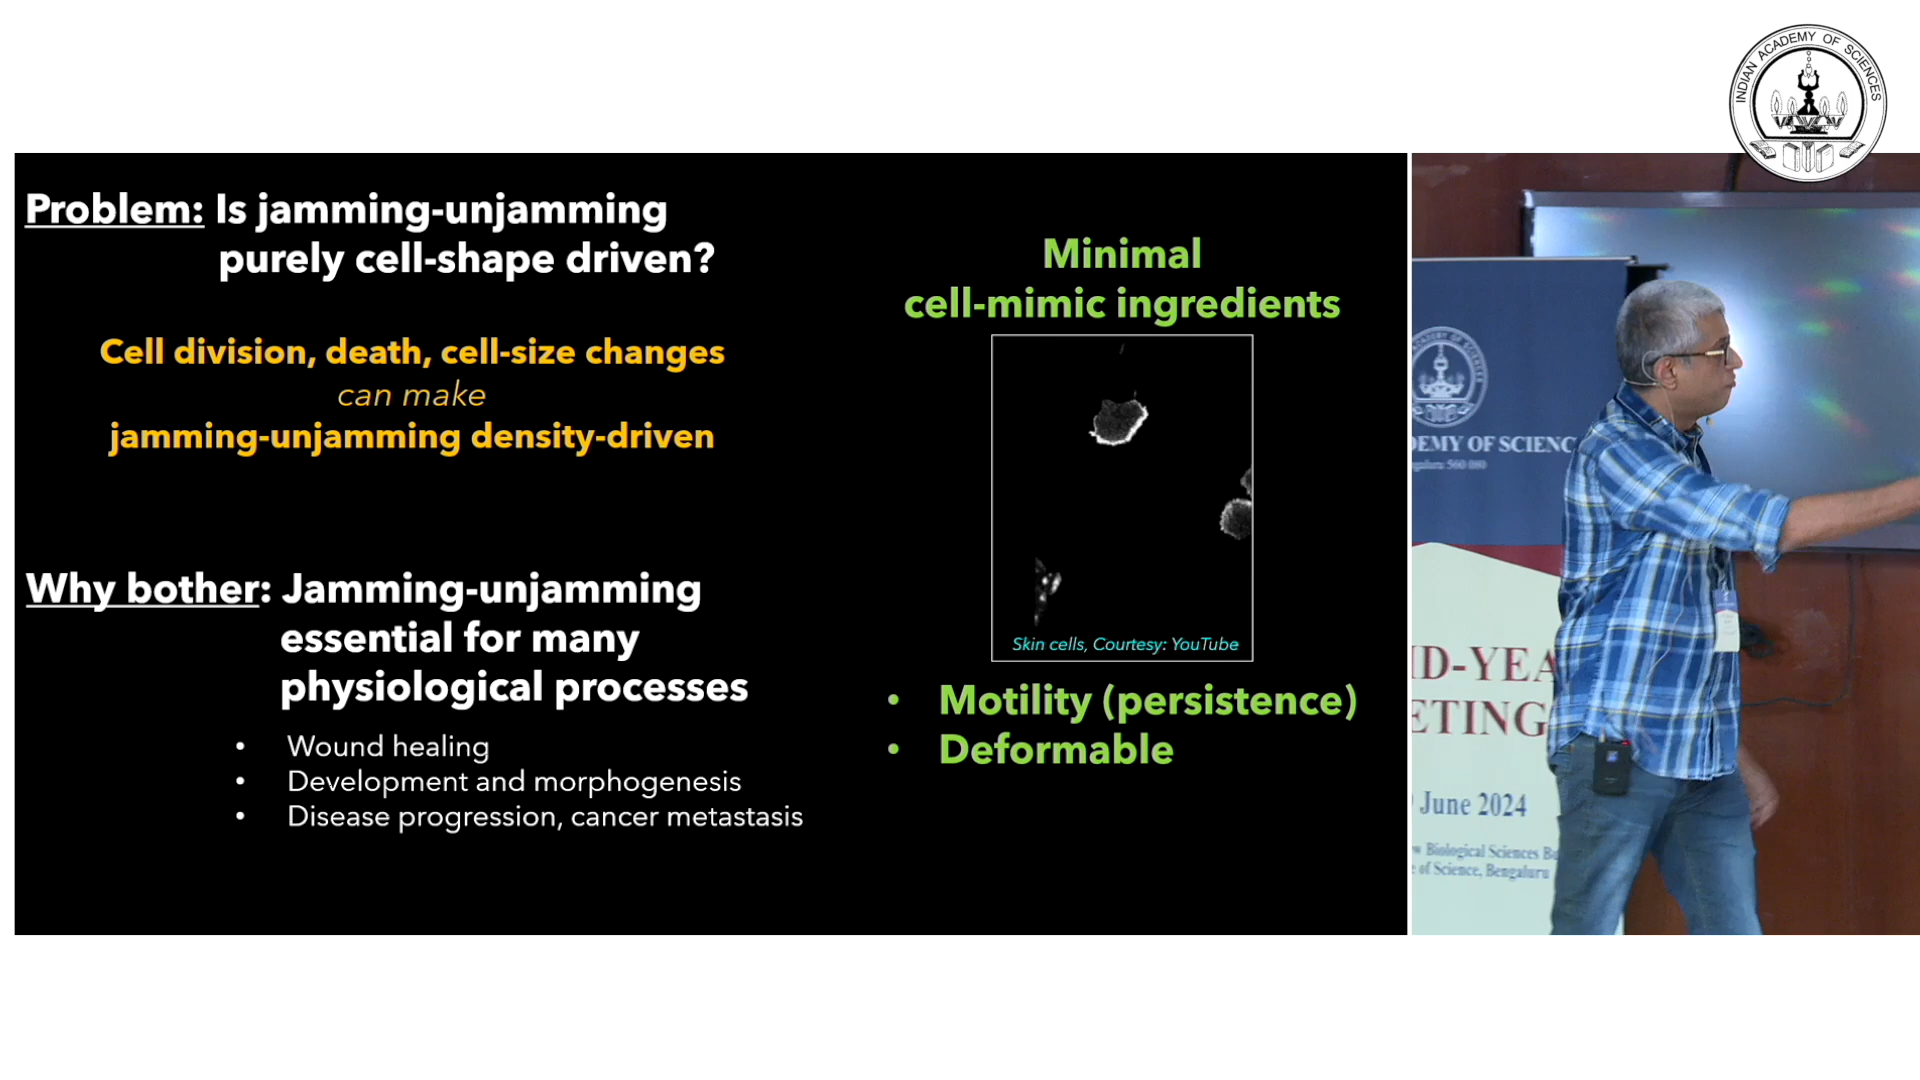 INDIAN ACADEMY OF SCIENCES
Problem: Is jamming-unjamming
purely cell-shape driven?
Cell division, death, cell-size changes
can make
jamming-unjamming density-driven
Why bother: Jamming-unjamming
essential for many
physiological processes
• Wound healing
• Development and morphogenesis
• Disease progression, cancer metastasis
Minimal
cell-mimic ingredients
Skin cells, Courtesy: YouTube
• Motility (persistence)
• Deformable
DEMY OF SCIENC
560 080
ID-YEA
ETING
June 2024
w Biological Sciences Bu
of Science, Bengaluru